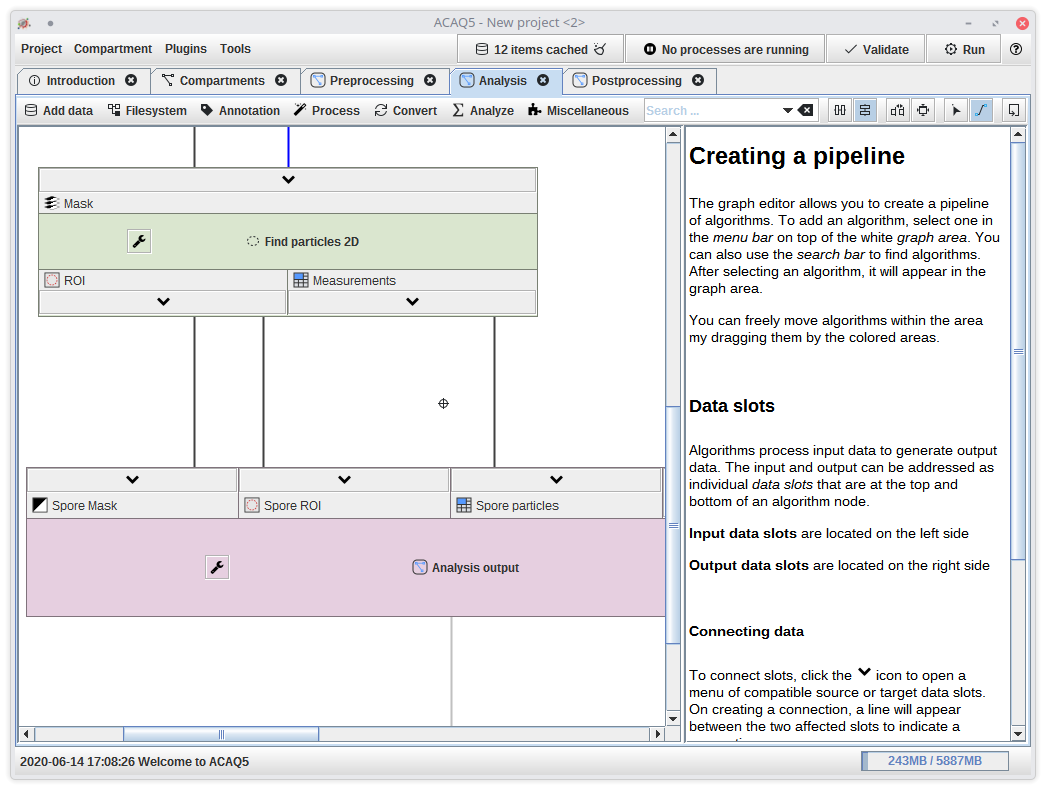 ACAQ5 - New project <2>
Project Compartment Plugins Tools 12 items cached No processes are running Validate Run
Introduction Compartments Preprocessing Analysis Postprocessing
Add data Filesystem Annotation Process Convert Analyze Miscellaneous Search ...
Mask
Find particles 2D
ROI Measurements
Spore Mask Spore ROI Spore particles
Analysis output
Creating a pipeline
The graph editor allows you to create a pipeline
of algorithms. To add an algorithm, select one in
the menu bar on top of the white graph area. You
can also use the search bar to find algorithms.
After selecting an algorithm, it will appear in the
graph area.
You can freely move algorithms within the area
my dragging them by the colored areas.
Data slots
Algorithms process input data to generate output
data. The input and output can be addressed as
individual data slots that are at the top and
bottom of an algorithm node.
Input data slots are located on the left side
Output data slots are located on the right side
Connecting data
To connect slots, click the icon to open a
menu of compatible source or target data slots.
On creating a connection, a line will appear
between the two affected slots to indicate a
2020-06-14 17:08:26 Welcome to ACAQ5 243MB / 5887MB